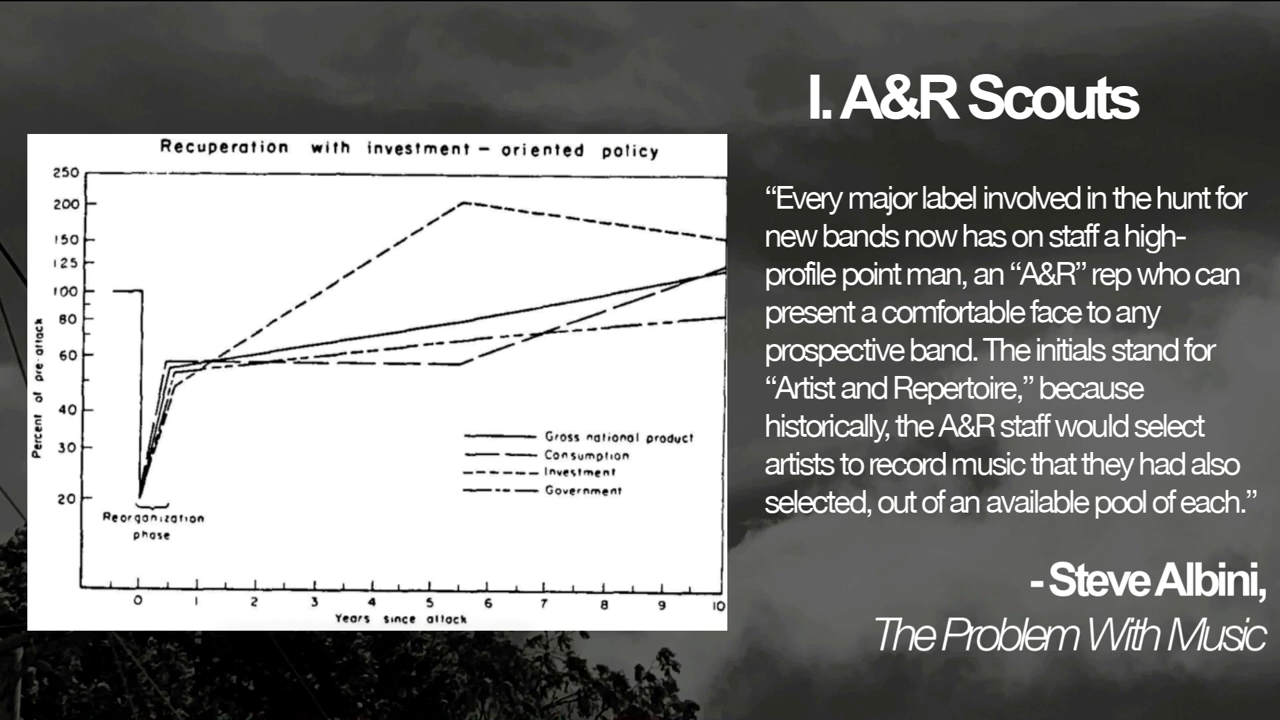 I. A&R Scouts
Recuperation with investment – oriented policy
250
200
150
125
100
80
60
40
30
20
Percent of pre-attack
Gross national product
Consumption
Investment
Government
Reorganization
phase
0 1 2 3 4 5 6 7 8 9 10
Years since attack
“Every major label involved in the hunt for
new bands now has on staff a high-
profile point man, an “A&R” rep who can
present a comfortable face to any
prospective band. The initials stand for
“Artist and Repertoire,” because
historically, the A&R staff would select
artists to record music that they had also
selected, out of an available pool of each.”
- Steve Albini,
The Problem With Music